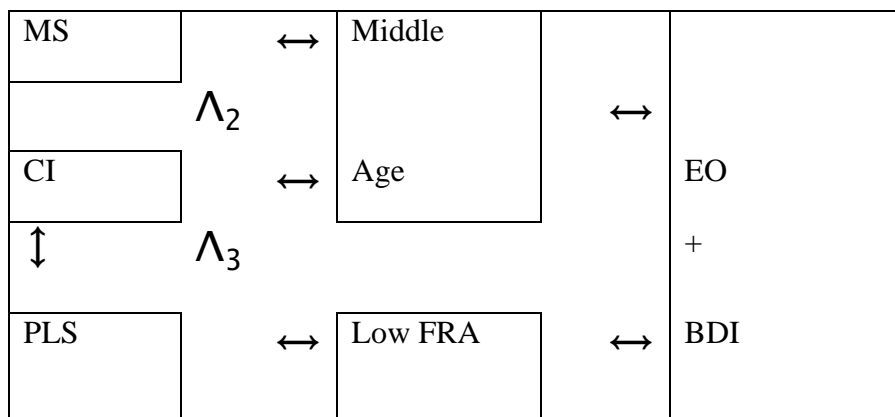 MS ↔ Middle
Λ₂ ↔
CI ↔ Age EO
↕ Λ₃ +
PLS ↔ Low FRA ↔ BDI